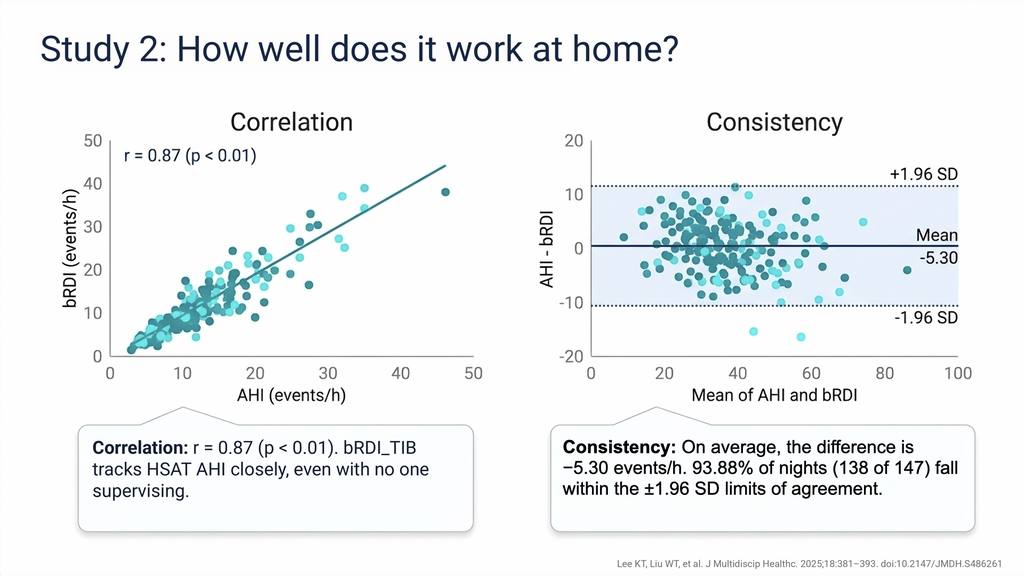 Study 2: How well does it work at home?
Correlation
r = 0.87 (p < 0.01)
50
40
30
20
10
0
bRDI (events/h)
0 10 20 30 40 50
AHI (events/h)
Correlation: r = 0.87 (p < 0.01). bRDI_TIB
tracks HSAT AHI closely, even with no one
supervising.
Consistency
20
10
0
-10
-20
AHI - bRDI
+1.96 SD
Mean
-5.30
-1.96 SD
0 20 40 60 80 100
Mean of AHI and bRDI
Consistency: On average, the difference is
−5.30 events/h. 93.88% of nights (138 of 147) fall
within the ±1.96 SD limits of agreement.
Lee KT, Liu WT, et al. J Multidiscip Healthc. 2025;18:381–393. doi:10.2147/JMDH.S486261